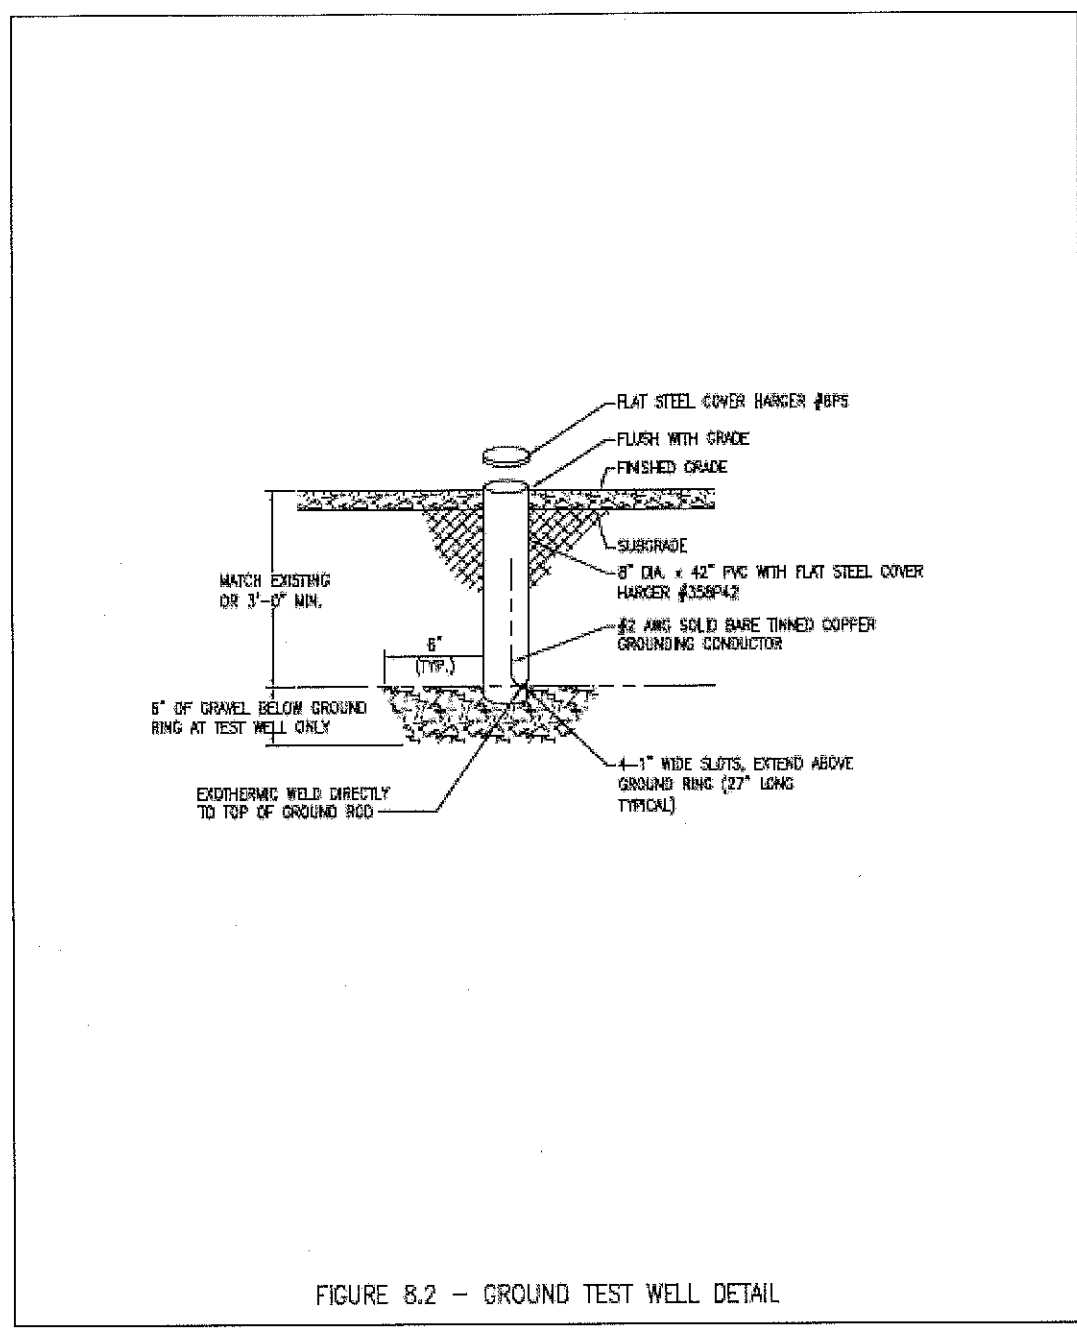 FLAT STEEL COVER HARGER #8PS
FLUSH WITH GRADE
FINISHED GRADE
SUBGRADE
8" DIA. x 42" PVC WITH FLAT STEEL COVER
HARGER #358P42
MATCH EXISTING
OR 3'-0" MIN.
#2 AWG SOLID BARE TINNED COPPER
GROUNDING CONDUCTOR
6"
(TYP.)
6" OF GRAVEL BELOW GROUND
RING AT TEST WELL ONLY
4-1" WIDE SLOTS, EXTEND ABOVE
GROUND RING (27" LONG
TYPICAL)
EXOTHERMIC WELD DIRECTLY
TO TOP OF GROUND ROD
FIGURE 8.2 - GROUND TEST WELL DETAIL